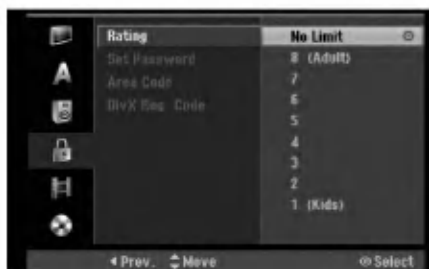 A
Rating
Set Password
Area Code
DivX Reg. Code
No Limit
8 (Adult)
7
6
5
4
3
2
1 (Kids)
Prev. Move Select